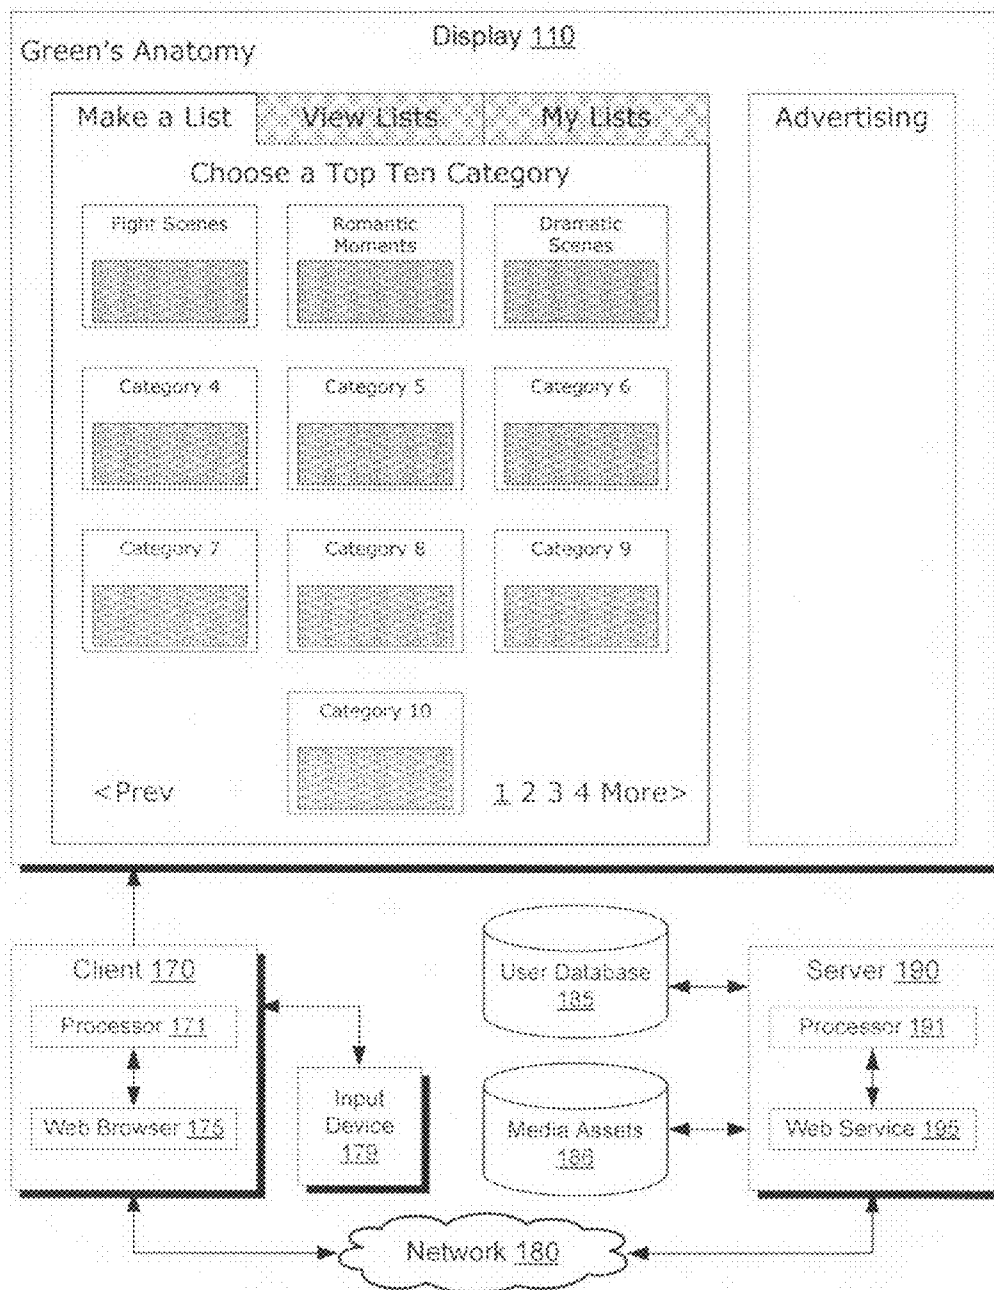 Display 110
Green's Anatomy
Make a List
View Lists
My Lists
Advertising
Choose a Top Ten Category
Fight Scenes
Romantic
Moments
Dramatic
Scenes
Category 4
Category 5
Category 6
Category 7
Category 8
Category 9
Category 10
<Prev
1 2 3 4 More>
Client 170
Processor 171
Web Browser 175
Input
Device
179
User Database
185
Media Assets
186
Server 190
Processor 191
Web Service 195
Network 180